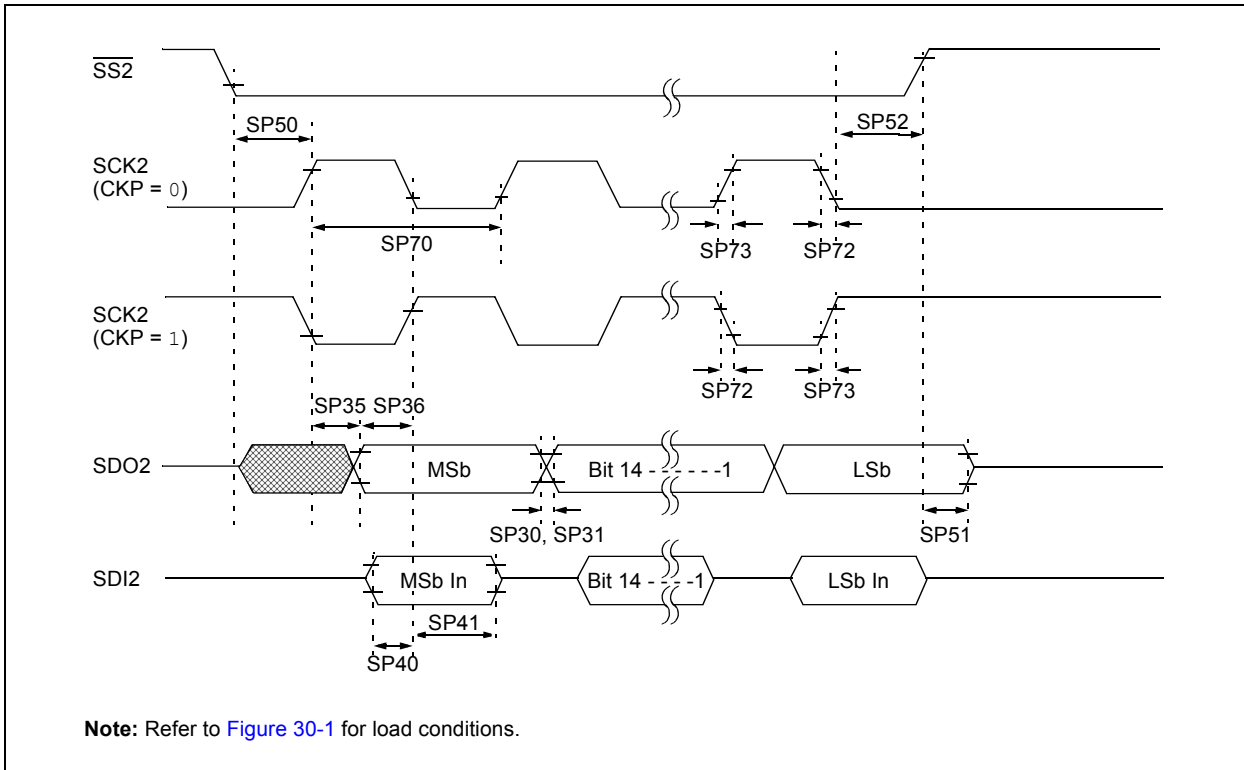 SS2
SP50
SP52
SCK2
(CKP = 0)
SP70
SP73
SP72
SCK2
(CKP = 1)
SP72
SP73
SP35 SP36
SDO2
MSb
Bit 14 - - - - - - -1
LSb
SP30, SP31
SP51
SDI2
MSb In
Bit 14 - - - - -1
LSb In
SP41
SP40
Note: Refer to Figure 30-1 for load conditions.